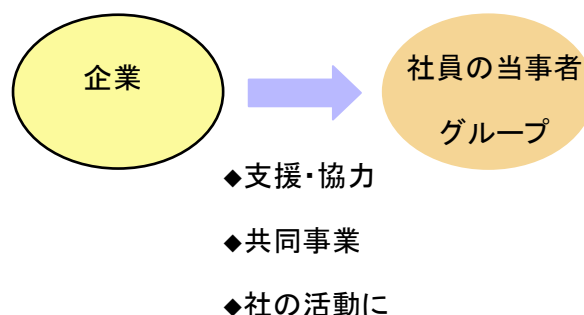 企業
社員の当事者
グループ
◆支援・協力
◆共同事業
◆社の活動に